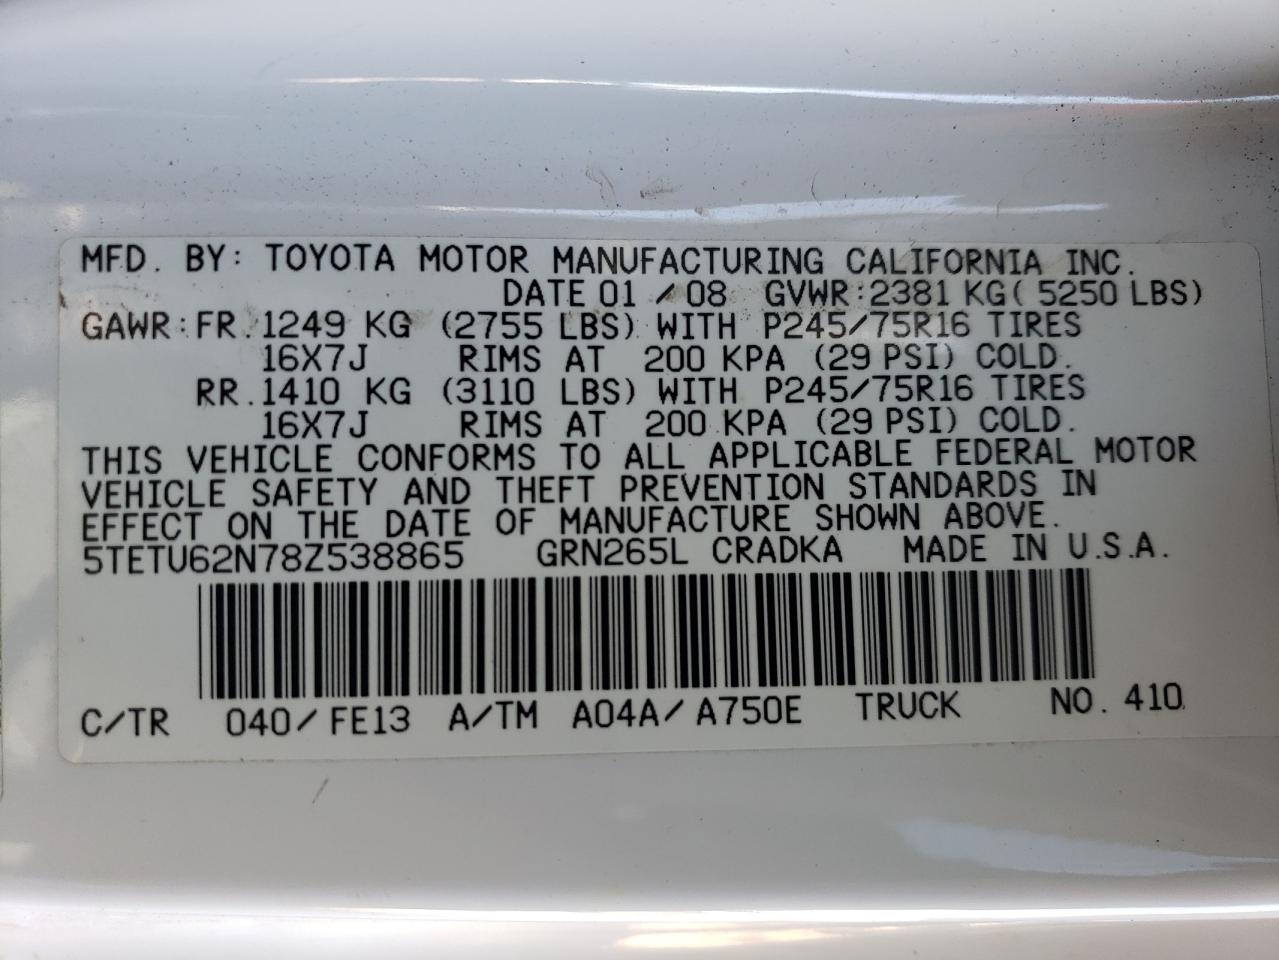 MFD. BY: TOYOTA MOTOR MANUFACTURING CALIFORNIA INC.
DATE 01 / 08 GVWR:2381 KG( 5250 LBS)
GAWR:FR.1249 KG (2755 LBS) WITH P245/75R16 TIRES
16X7J RIMS AT 200 KPA (29 PSI) COLD.
RR.1410 KG (3110 LBS) WITH P245/75R16 TIRES
16X7J RIMS AT 200 KPA (29 PSI) COLD.
THIS VEHICLE CONFORMS TO ALL APPLICABLE FEDERAL MOTOR
VEHICLE SAFETY AND THEFT PREVENTION STANDARDS IN
EFFECT ON THE DATE OF MANUFACTURE SHOWN ABOVE.
5TETU62N78Z538865 GRN265L CRADKA MADE IN U.S.A.
C/TR 040/FE13 A/TM A04A/A750E TRUCK NO. 410